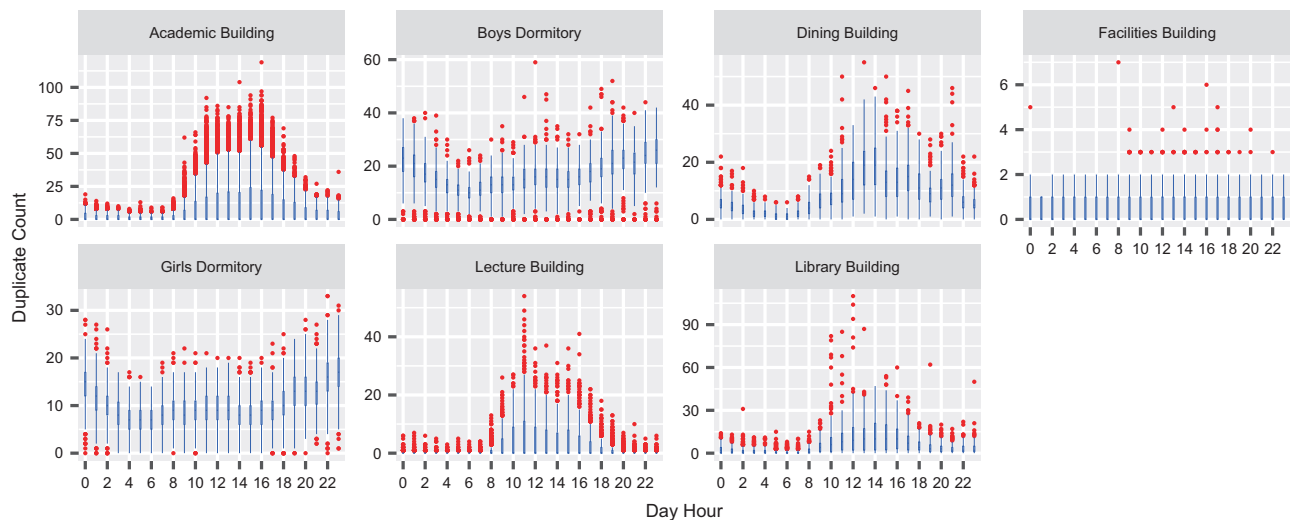 Academic Building
Boys Dormitory
Dining Building
Facilities Building
100
75
50
25
0
60
40
20
0
40
20
0
6
4
2
0
0 2 4 6 8 10 12 14 16 18 20 22
Girls Dormitory
Lecture Building
Library Building
30
20
10
0
40
20
0
90
60
30
0
0 2 4 6 8 10 12 14 16 18 20 22
0 2 4 6 8 10 12 14 16 18 20 22
0 2 4 6 8 10 12 14 16 18 20 22
Duplicate Count
Day Hour